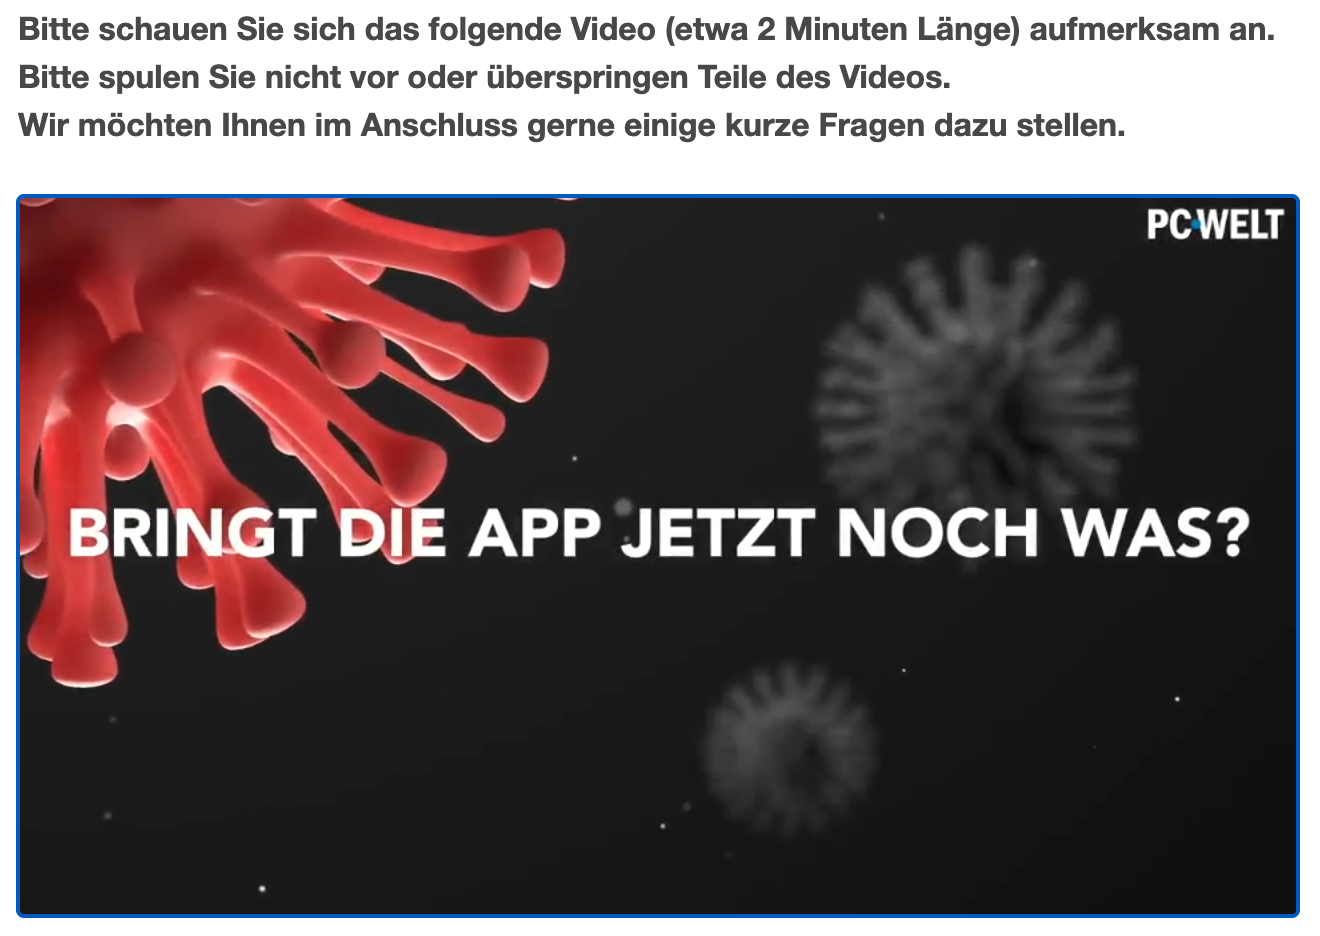 Bitte schauen Sie sich das folgende Video (etwa 2 Minuten Länge) aufmerksam an.
Bitte spulen Sie nicht vor oder überspringen Teile des Videos.
Wir möchten Ihnen im Anschluss gerne einige kurze Fragen dazu stellen.
PC WELT
BRINGT DIE APP JETZT NOCH WAS?